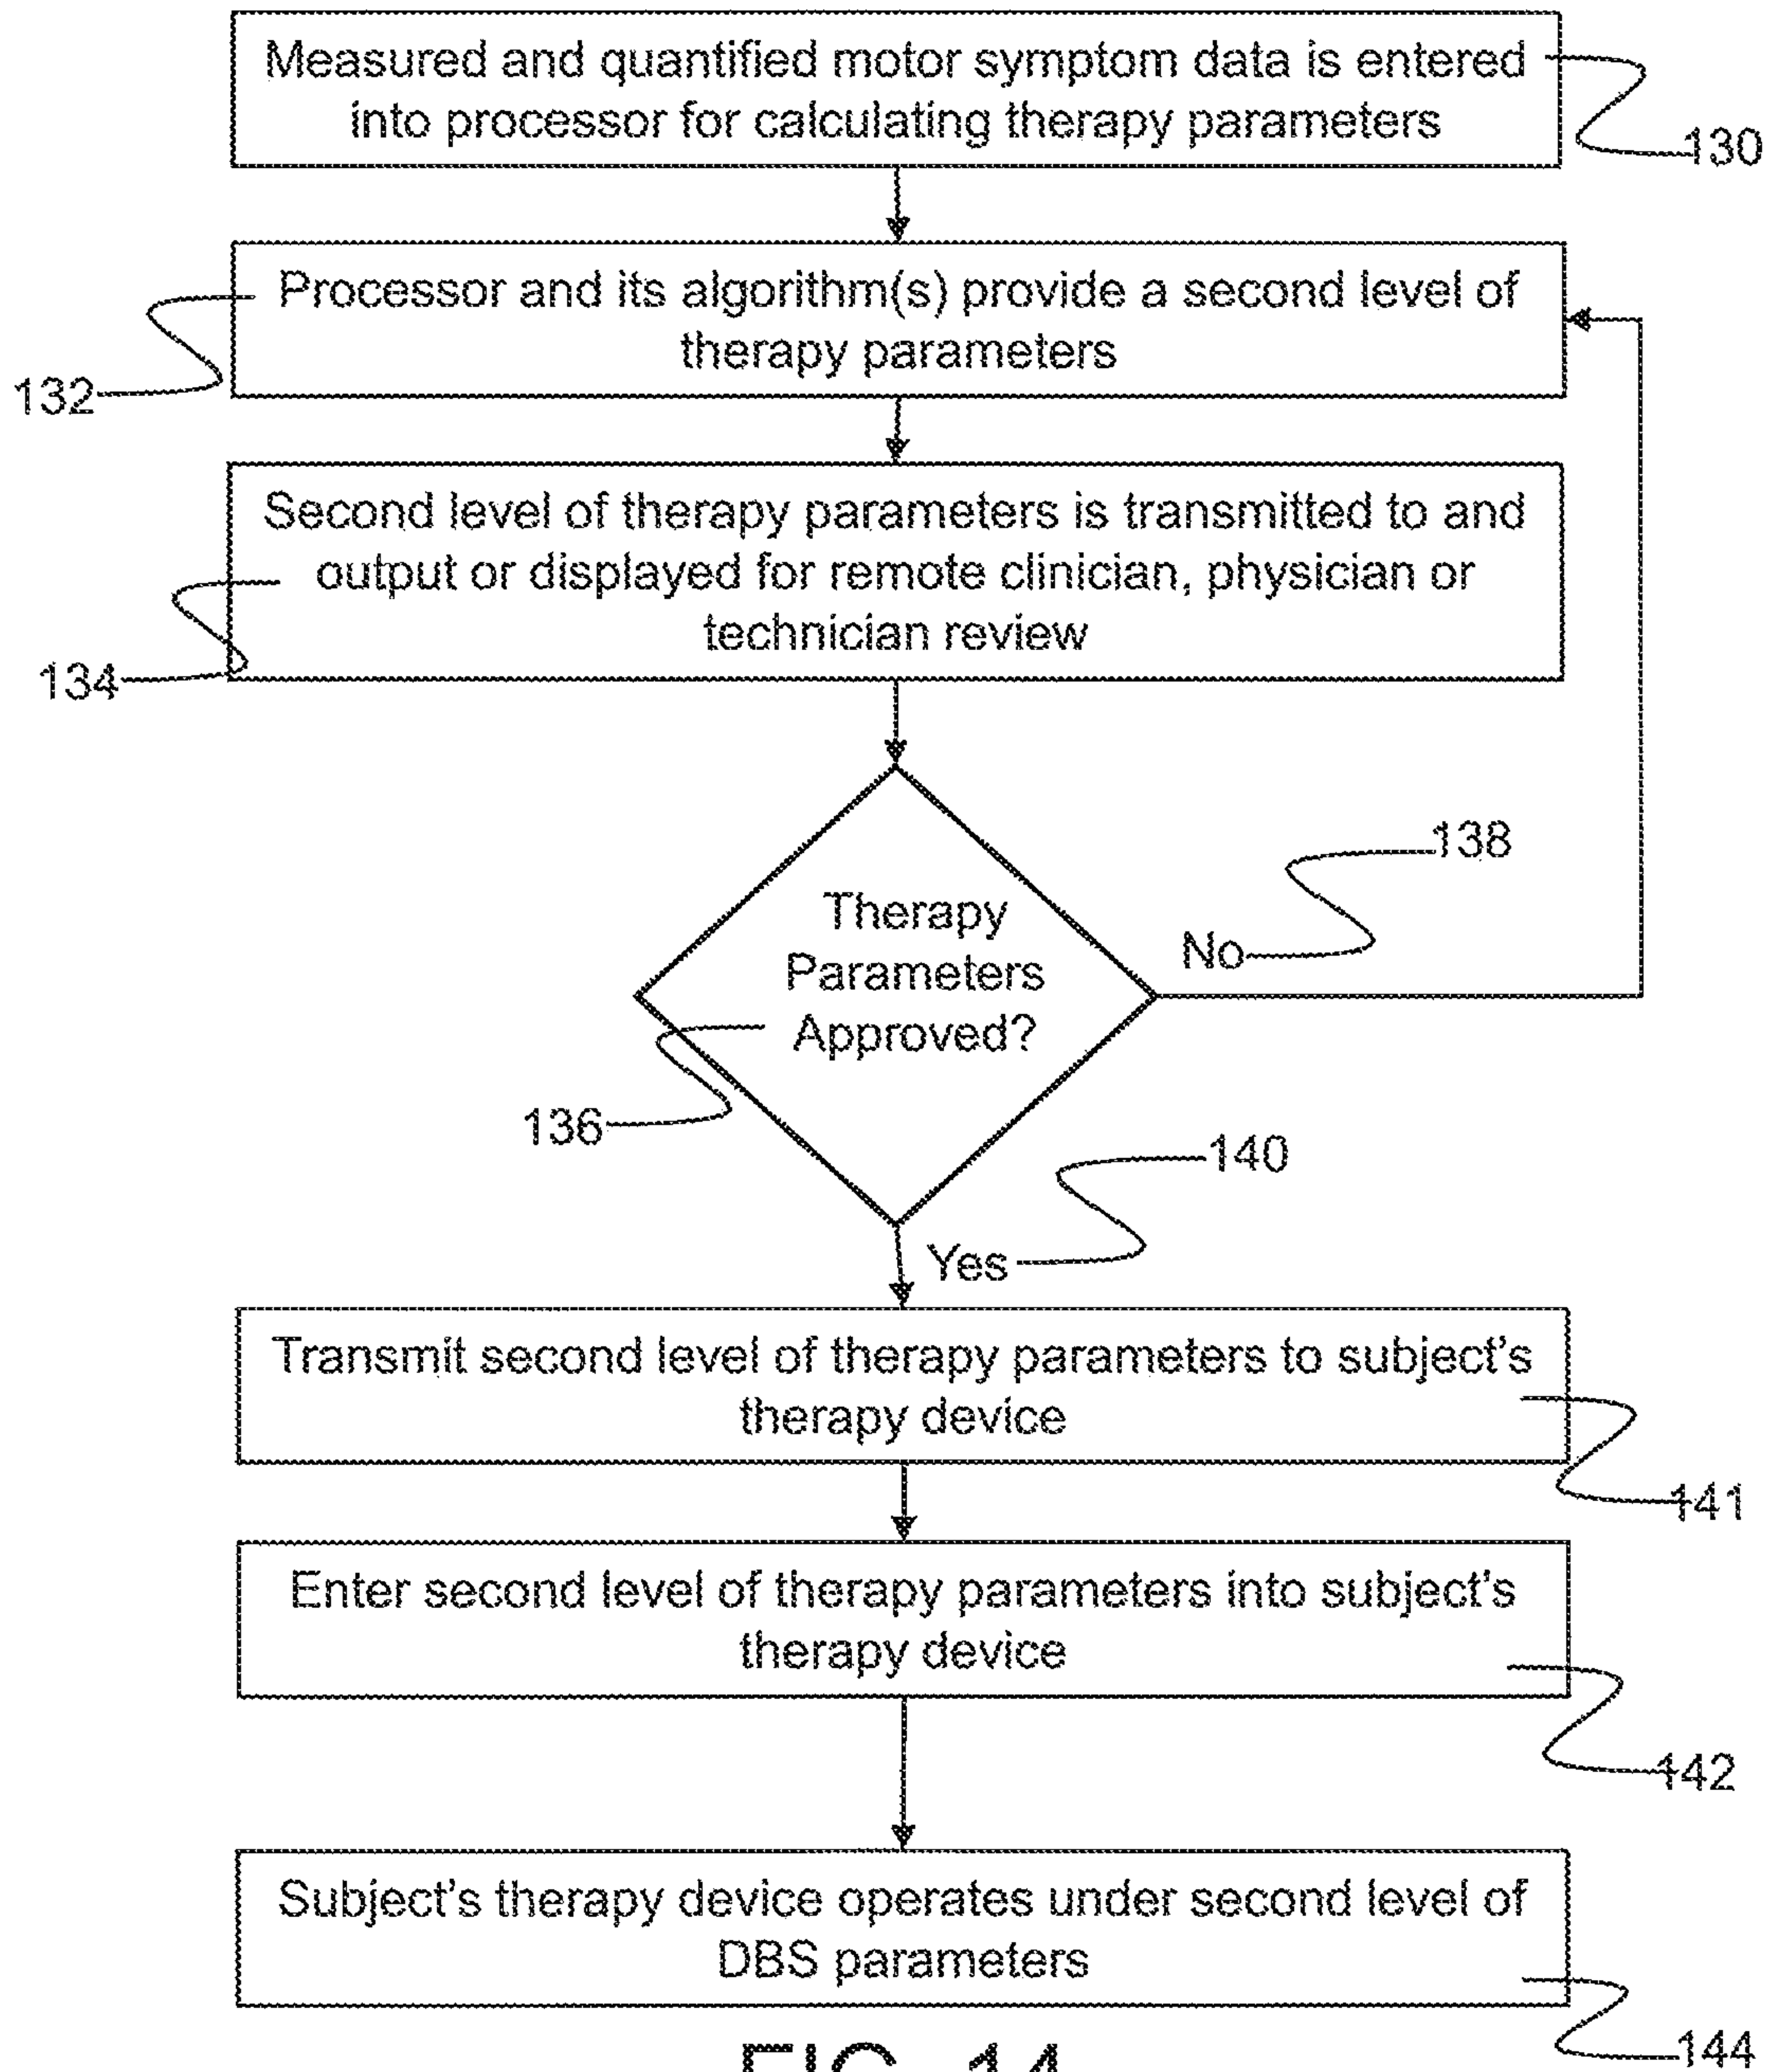 Measured and quantified motor symptom data is entered
into processor for calculating therapy parameters
130
Processor and its algorithm(s) provide a second level of
therapy parameters
132
Second level of therapy parameters is transmitted to and
output or displayed for remote clinician, physician or
technician review
134
138
No
Therapy
Parameters
Approved?
136
140
Yes
Transmit second level of therapy parameters to subject's
therapy device
141
Enter second level of therapy parameters into subject's
therapy device
142
Subject's therapy device operates under second level of
DBS parameters
144
FIG. 14